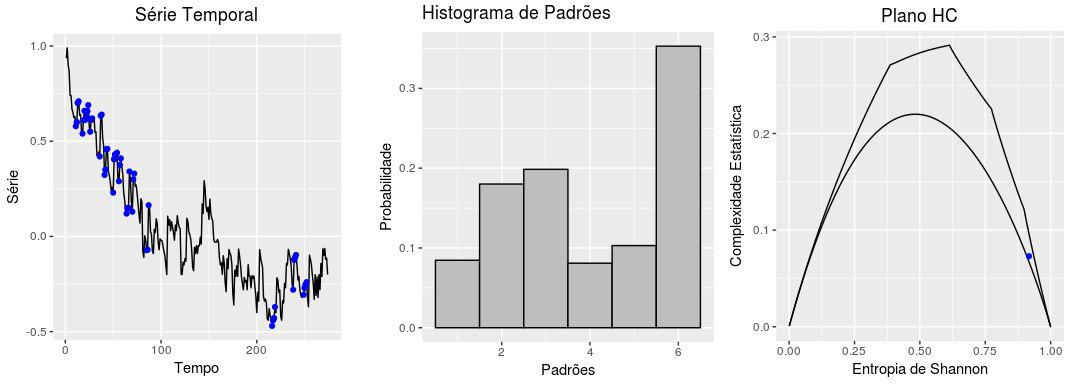 Série Temporal
1.0
0.5
0.0
-0.5
Série
0
100
200
Tempo
Histograma de Padrões
0.3
0.2
0.1
0.0
Probabilidade
2
4
6
Padrões
Plano HC
0.3
0.2
0.1
0.0
Complexidade Estatística
0.00
0.25
0.50
0.75
1.00
Entropia de Shannon